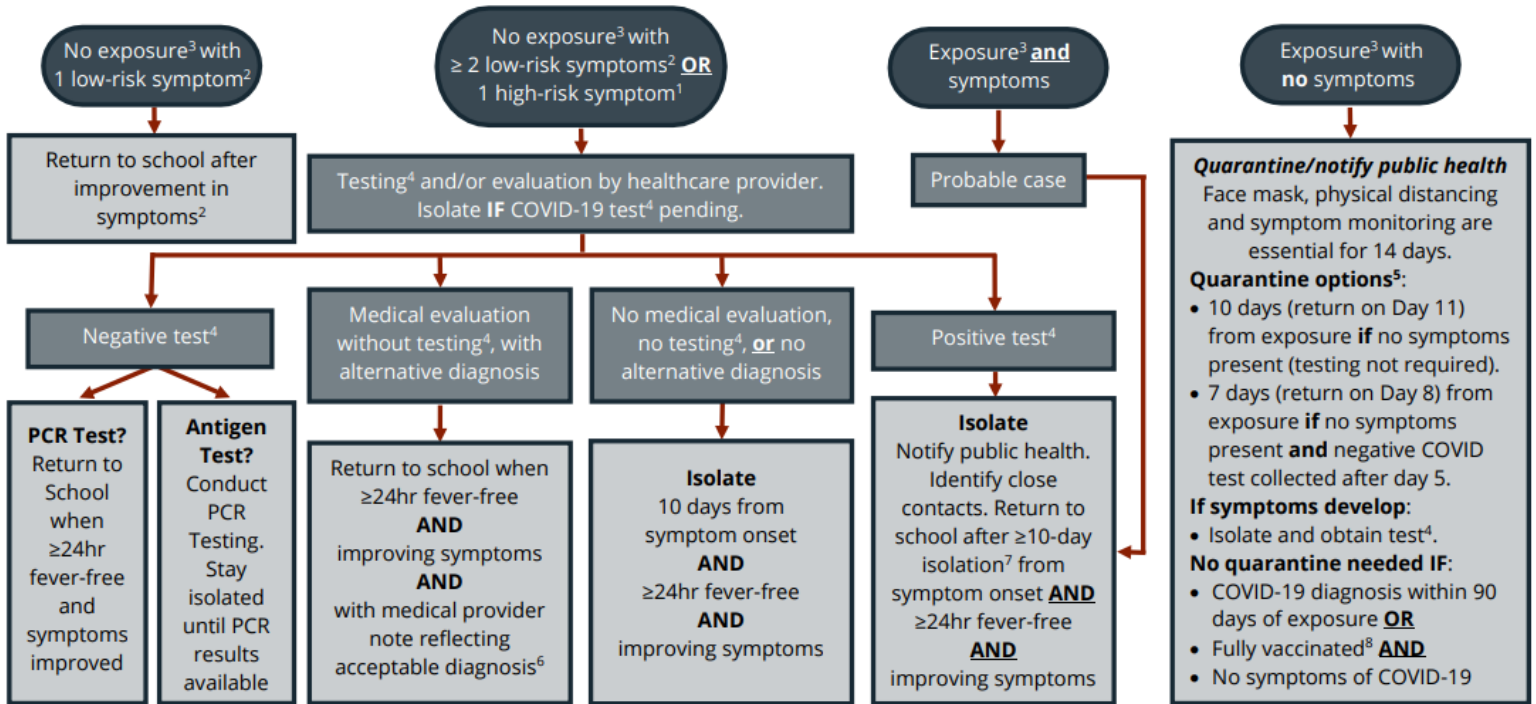 No exposure³ with
1 low-risk symptom²
No exposure³ with
≥ 2 low-risk symptoms² OR
1 high-risk symptom¹
Exposure³ and
symptoms
Exposure³ with
no symptoms
Return to school after
improvement in
symptoms²
Testing⁴ and/or evaluation by healthcare provider.
Isolate IF COVID-19 test⁴ pending.
Probable case
Negative test⁴
Medical evaluation
without testing⁴, with
alternative diagnosis
No medical evaluation,
no testing⁴, or no
alternative diagnosis
Positive test⁴
PCR Test?
Return to
School
when
≥24hr
fever-free
and
symptoms
improved
Antigen
Test?
Conduct
PCR
Testing.
Stay
isolated
until PCR
results
available
Return to school when
≥24hr fever-free
AND
improving symptoms
AND
with medical provider
note reflecting
acceptable diagnosis⁶
Isolate
10 days from
symptom onset
AND
≥24hr fever-free
AND
improving symptoms
Isolate
Notify public health.
Identify close
contacts. Return to
school after ≥10-day
isolation⁷ from
symptom onset AND
≥24hr fever-free
AND
improving symptoms
Quarantine/notify public health
Face mask, physical distancing
and symptom monitoring are
essential for 14 days.
Quarantine options⁵:
• 10 days (return on Day 11)
from exposure if no symptoms
present (testing not required).
• 7 days (return on Day 8) from
exposure if no symptoms
present and negative COVID
test collected after day 5.
If symptoms develop:
• Isolate and obtain test⁴.
No quarantine needed IF:
• COVID-19 diagnosis within 90
days of exposure OR
• Fully vaccinated⁸ AND
• No symptoms of COVID-19